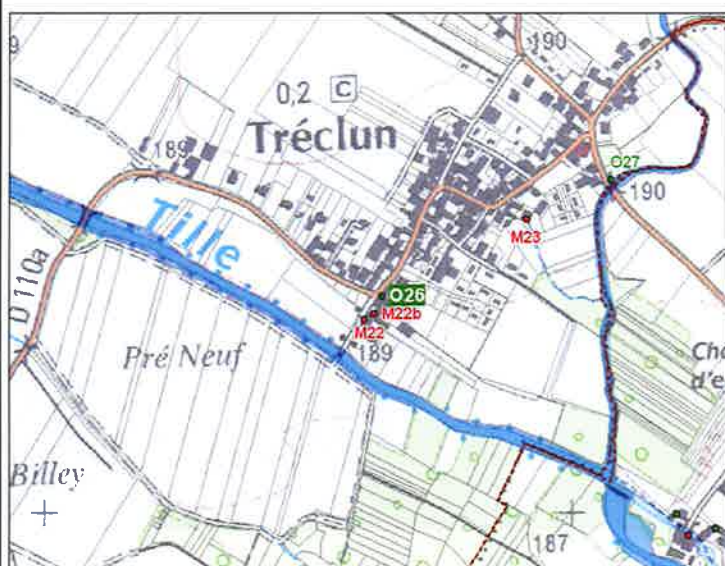 9
190
0,2 C
Tréclun
189
O27
190
Tille
M23
D 110a
O26
M22b
M22
189
Pré Neuf
Ch
d'e
Billey
187